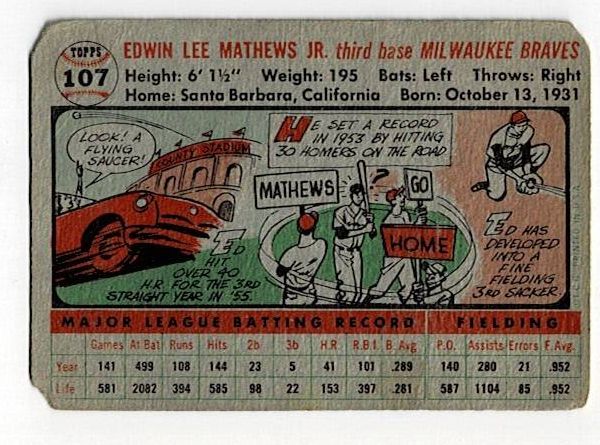 TOPPS
107
EDWIN LEE MATHEWS JR. third base MILWAUKEE BRAVES
Height: 6' 1½" Weight: 195 Bats: Left Throws: Right
Home: Santa Barbara, California Born: October 13, 1931
LOOK! A
FLYING
SAUCER!
COUNTY STADIUM
ED
HIT
OVER 40
H.R. FOR THE 3RD
STRAIGHT YEAR IN '55.
HE SET A RECORD
IN 1953 BY HITTING
30 HOMERS ON THE ROAD
MATHEWS
?
GO
HOME
ED HAS
DEVELOPED
INTO A
FINE
FIELDING
3RD SACKER.
PRINTED IN U.S.A.
MAJOR LEAGUE BATTING RECORD FIELDING
Games At Bat Runs Hits 2b 3b H.R. R.B.I. B. Avg P.O. Assists Errors F. Avg.
Year 141 499 108 144 23 5 41 101 .289 140 280 21 .952
Life 581 2082 394 585 98 22 153 397 .281 587 1104 85 .952